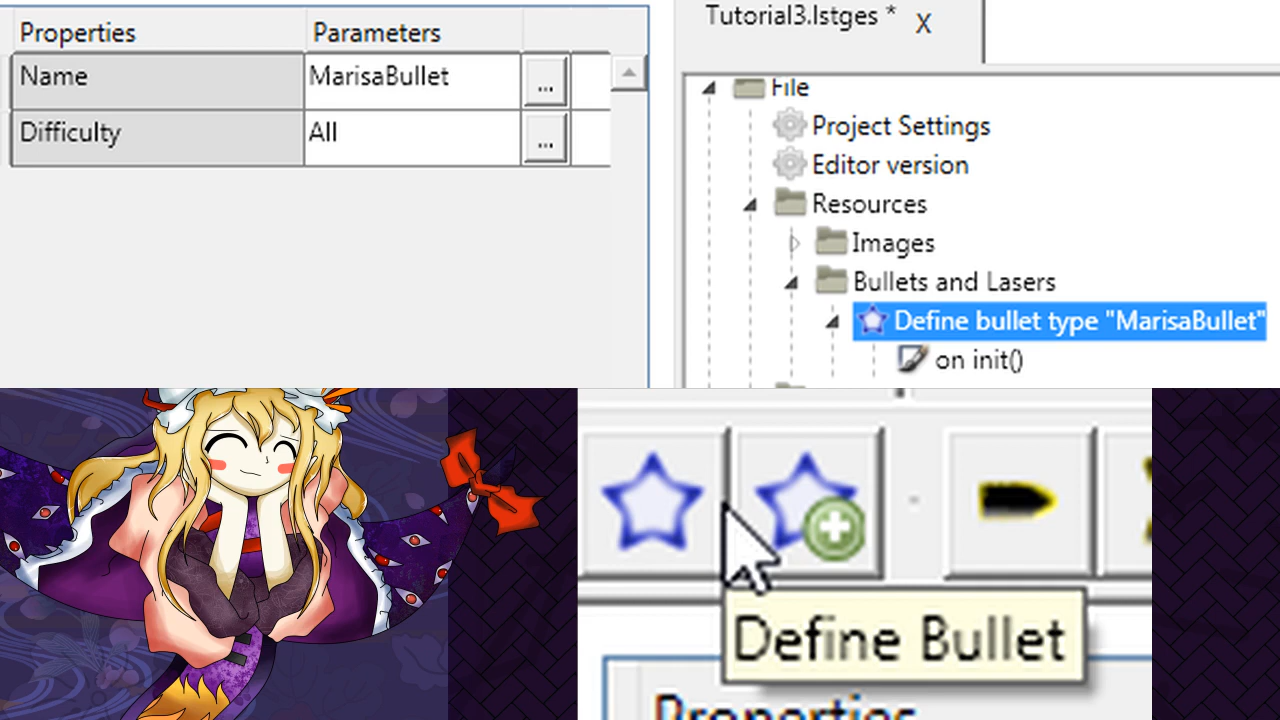 Properties Parameters
Name MarisaBullet ...
Difficulty All ...
Tutorial3.lstges * X
File
Project Settings
Editor version
Resources
Images
Bullets and Lasers
Define bullet type "MarisaBullet"
on init()
Define Bullet
Properties